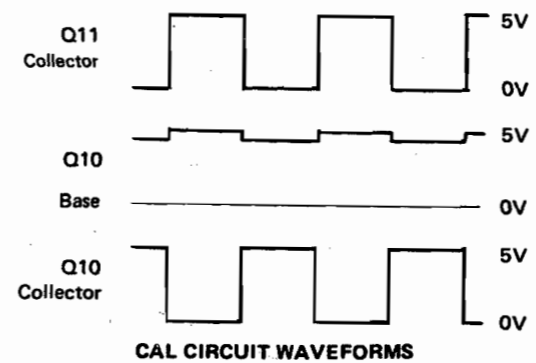 Q11
Collector
5V
0V
Q10
Base
5V
0V
Q10
Collector
5V
0V
CAL CIRCUIT WAVEFORMS